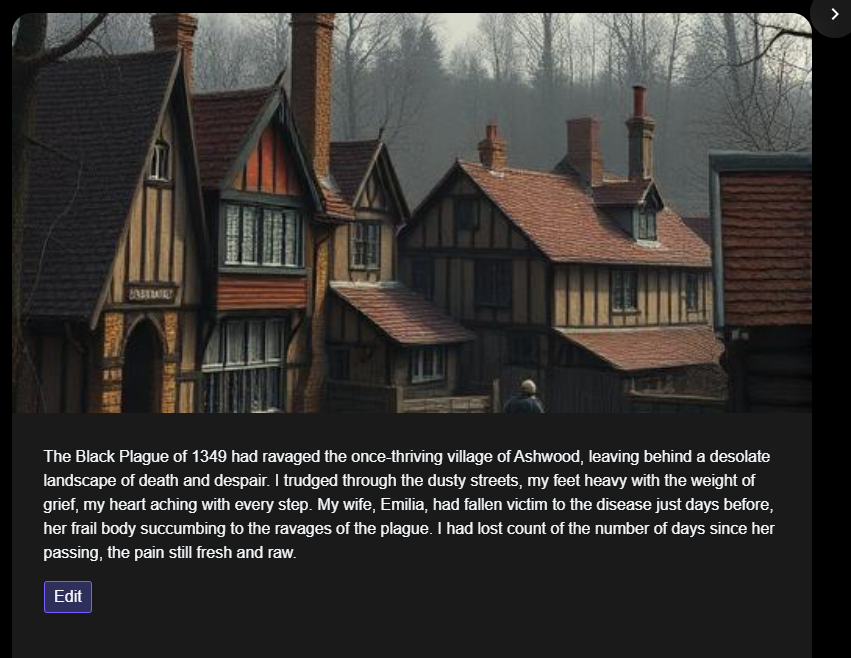 The Black Plague of 1349 had ravaged the once-thriving village of Ashwood, leaving behind a desolate
landscape of death and despair. I trudged through the dusty streets, my feet heavy with the weight of
grief, my heart aching with every step. My wife, Emilia, had fallen victim to the disease just days before,
her frail body succumbing to the ravages of the plague. I had lost count of the number of days since her
passing, the pain still fresh and raw.
Edit